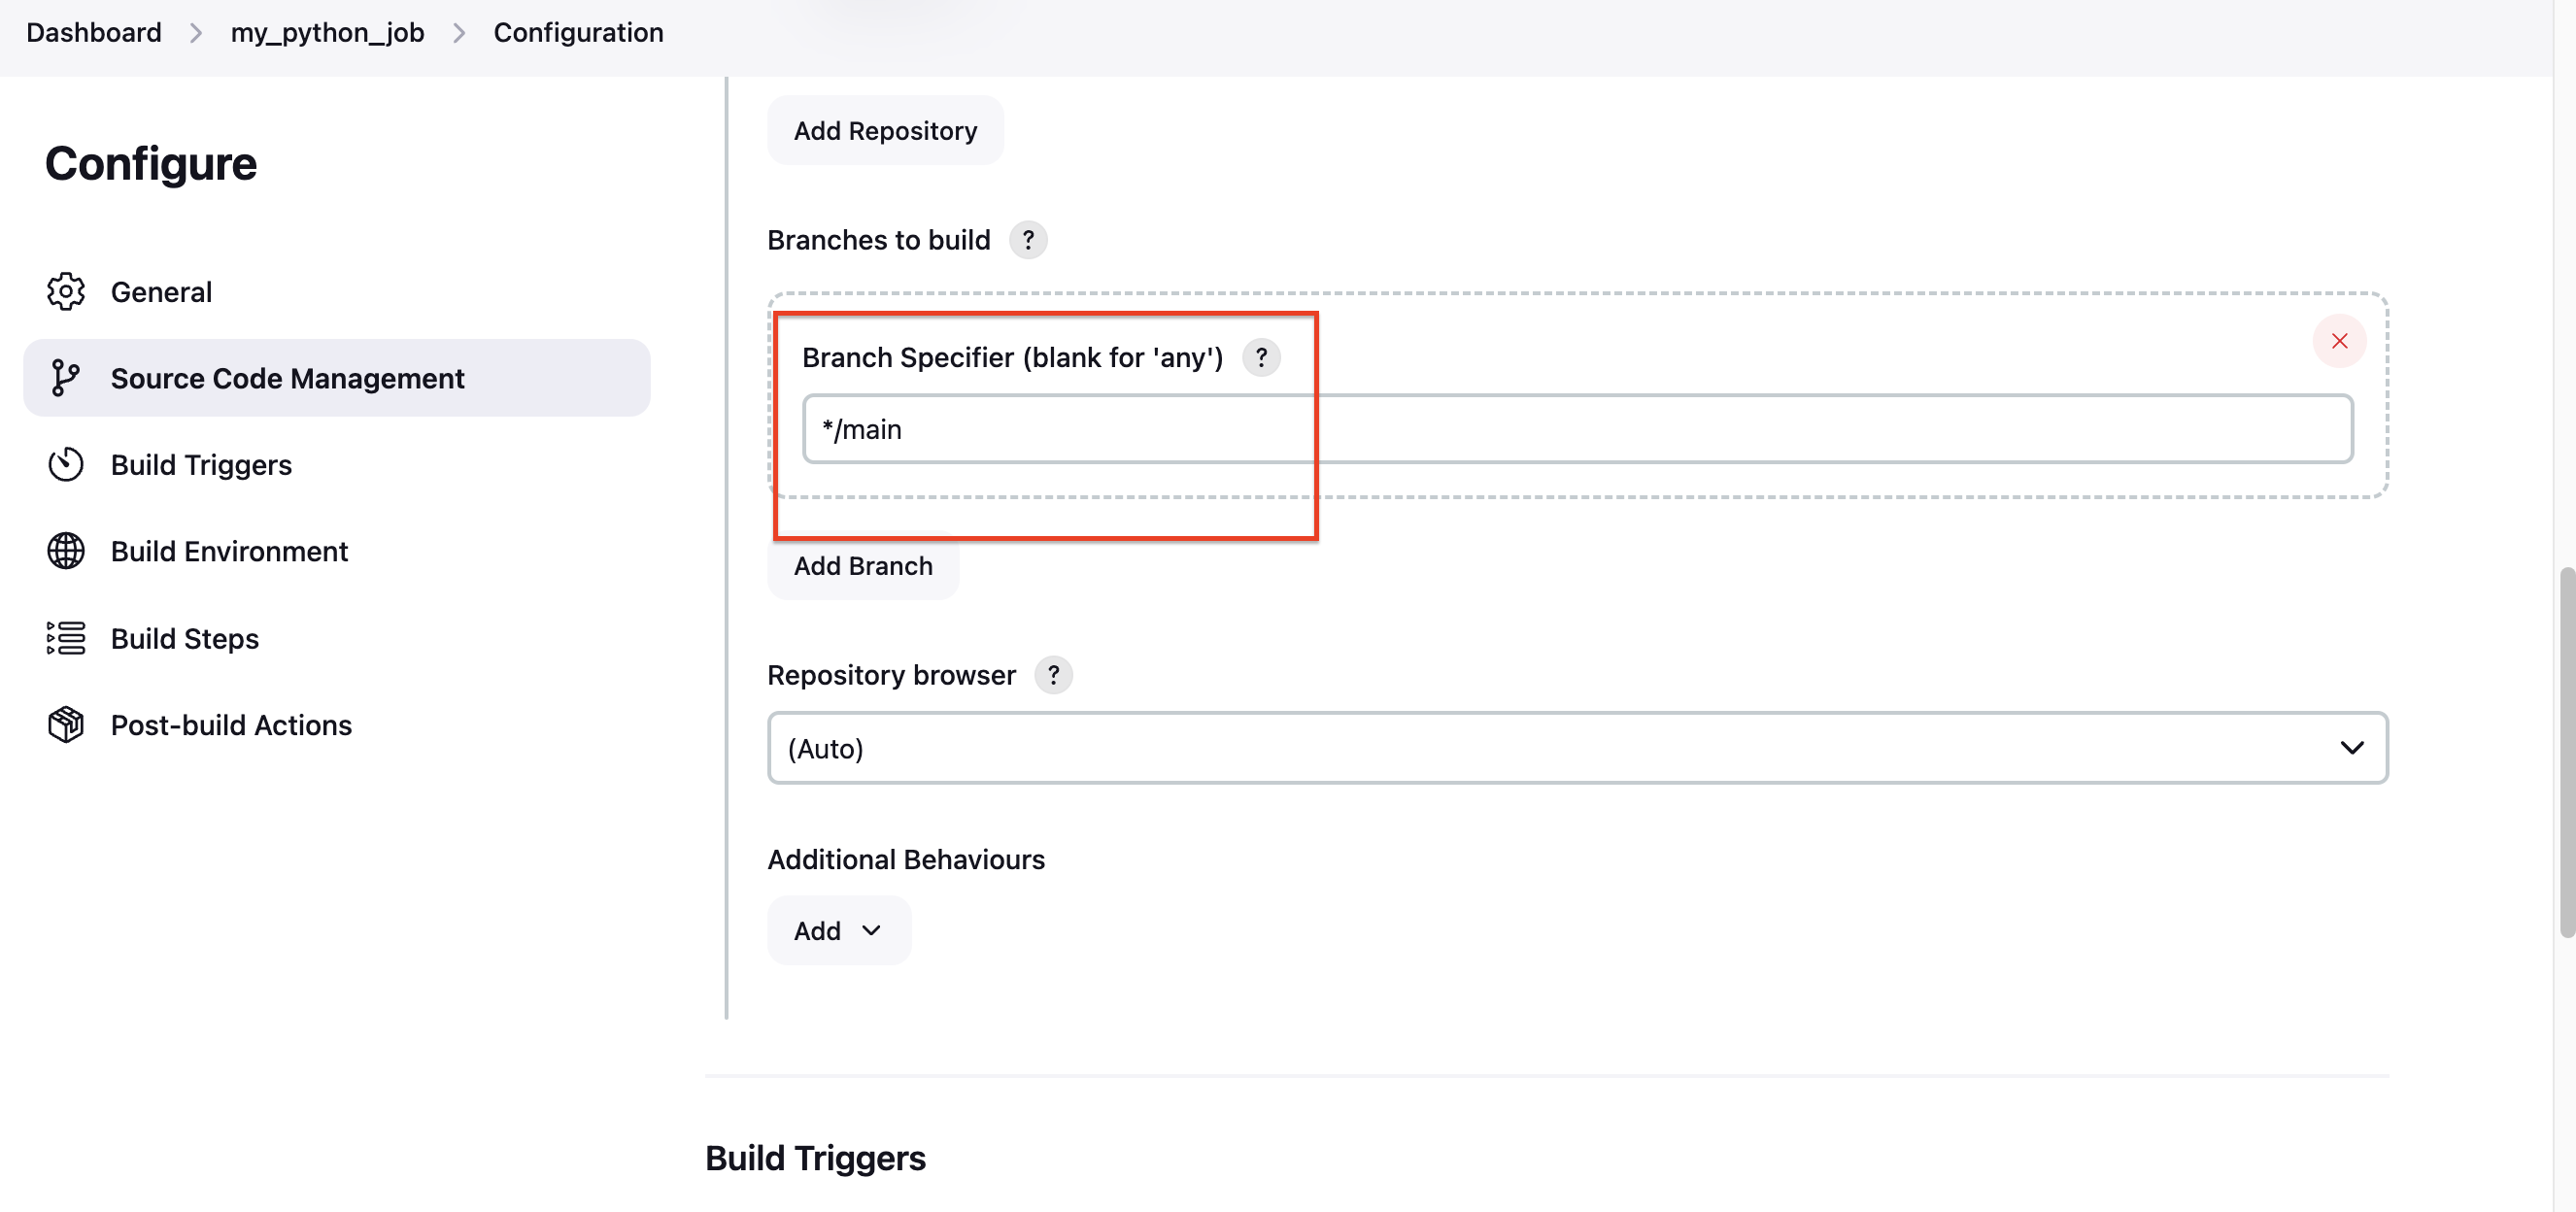 Dashboard > my_python_job > Configuration
Configure
General
Source Code Management
Build Triggers
Build Environment
Build Steps
Post-build Actions
Add Repository
Branches to build ?
Branch Specifier (blank for 'any') ?
*/main
Add Branch
Repository browser ?
(Auto)
Additional Behaviours
Add
Build Triggers